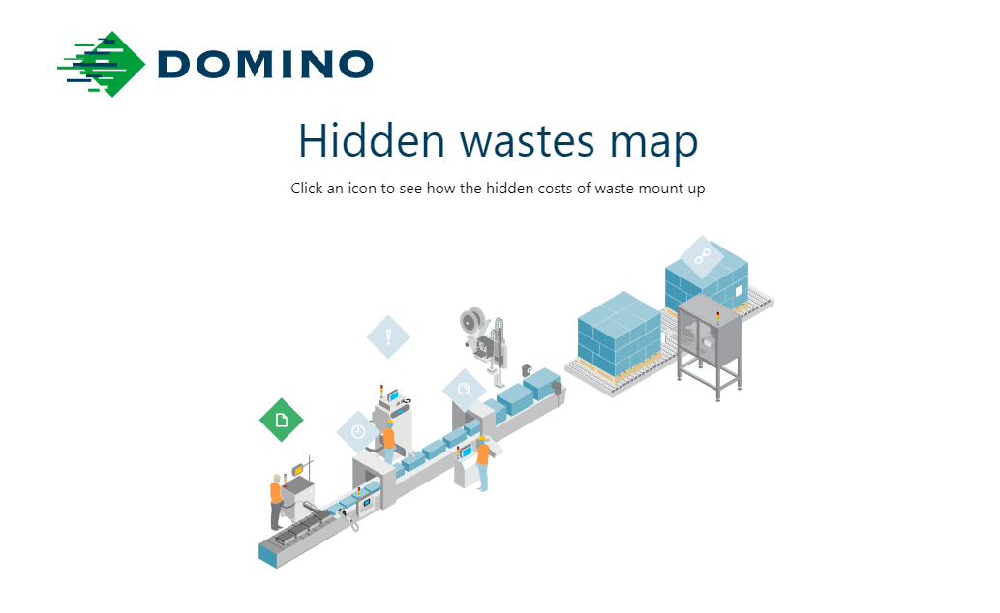 DOMINO
Hidden wastes map
Click an icon to see how the hidden costs of waste mount up